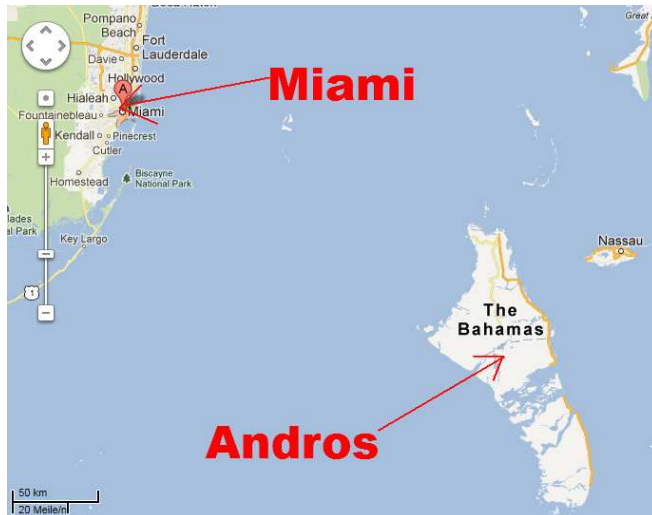 Pompano
Beach
Great
Fort
Lauderdale
Davie
Hollywood
Miami
A
Hialeah
Miami
Fountainebleau
Kendall
Pinecrest
Cutler
Biscayne
National Park
Homestead
lades
al Park
Key Largo
Nassau
1
The
Bahamas
Andros
50 km
20 Meile/n